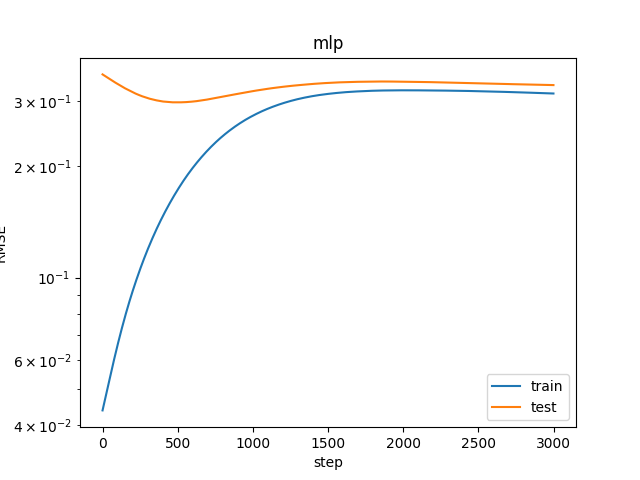 mlp
RMSE
3 × 10⁻¹
2 × 10⁻¹
10⁻¹
6 × 10⁻²
4 × 10⁻²
train
test
0 500 1000 1500 2000 2500 3000
step